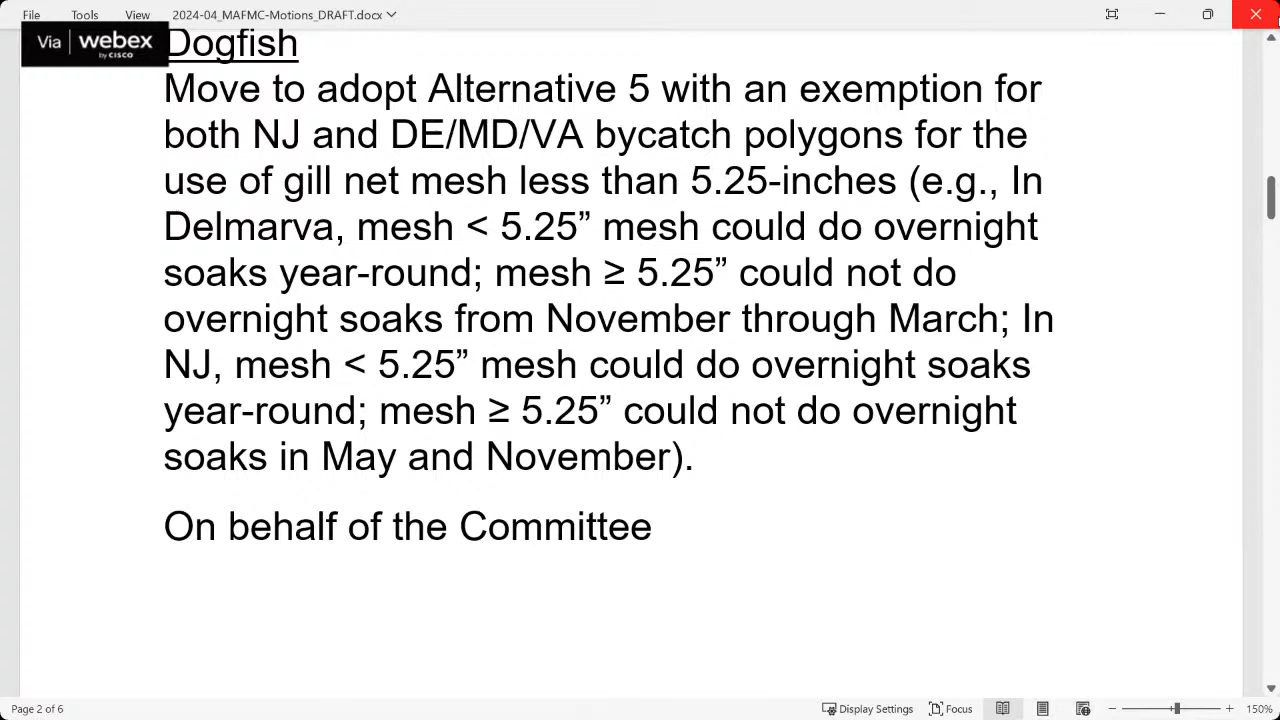 File Tools View 2024-04_MAFMC-Motions_DRAFT.docx
Via webex
by CISCO
Dogfish
Move to adopt Alternative 5 with an exemption for
both NJ and DE/MD/VA bycatch polygons for the
use of gill net mesh less than 5.25-inches (e.g., In
Delmarva, mesh < 5.25” mesh could do overnight
soaks year-round; mesh ≥ 5.25” could not do
overnight soaks from November through March; In
NJ, mesh < 5.25” mesh could do overnight soaks
year-round; mesh ≥ 5.25” could not do overnight
soaks in May and November).
On behalf of the Committee
Page 2 of 6 Display Settings Focus 150%